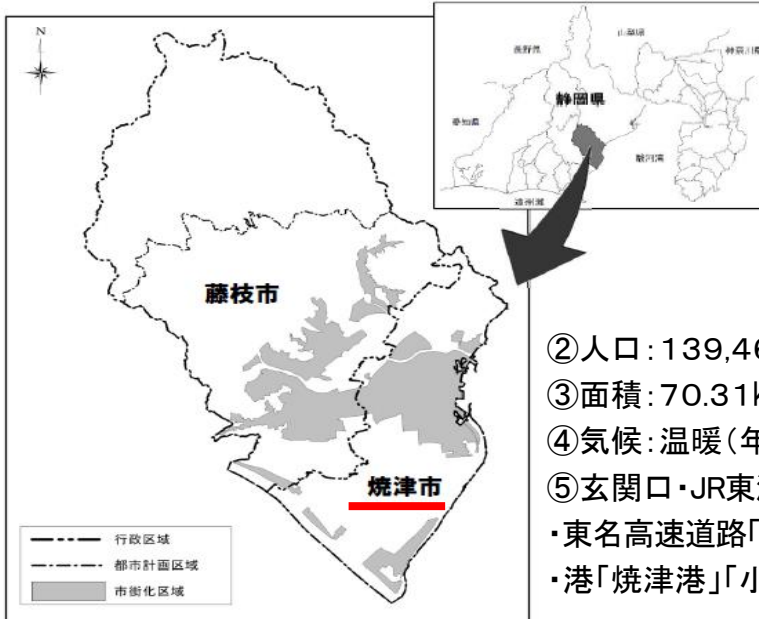 N
長野県
山梨県
神奈川県
静岡県
愛知県
駿河湾
遠州灘
藤枝市
焼津市
行政区域
都市計画区域
市街化区域
②人口：139,46
③面積：70.31k
④気候：温暖（年
⑤玄関口・JR東海
・東名高速道路「
・港「焼津港」「小